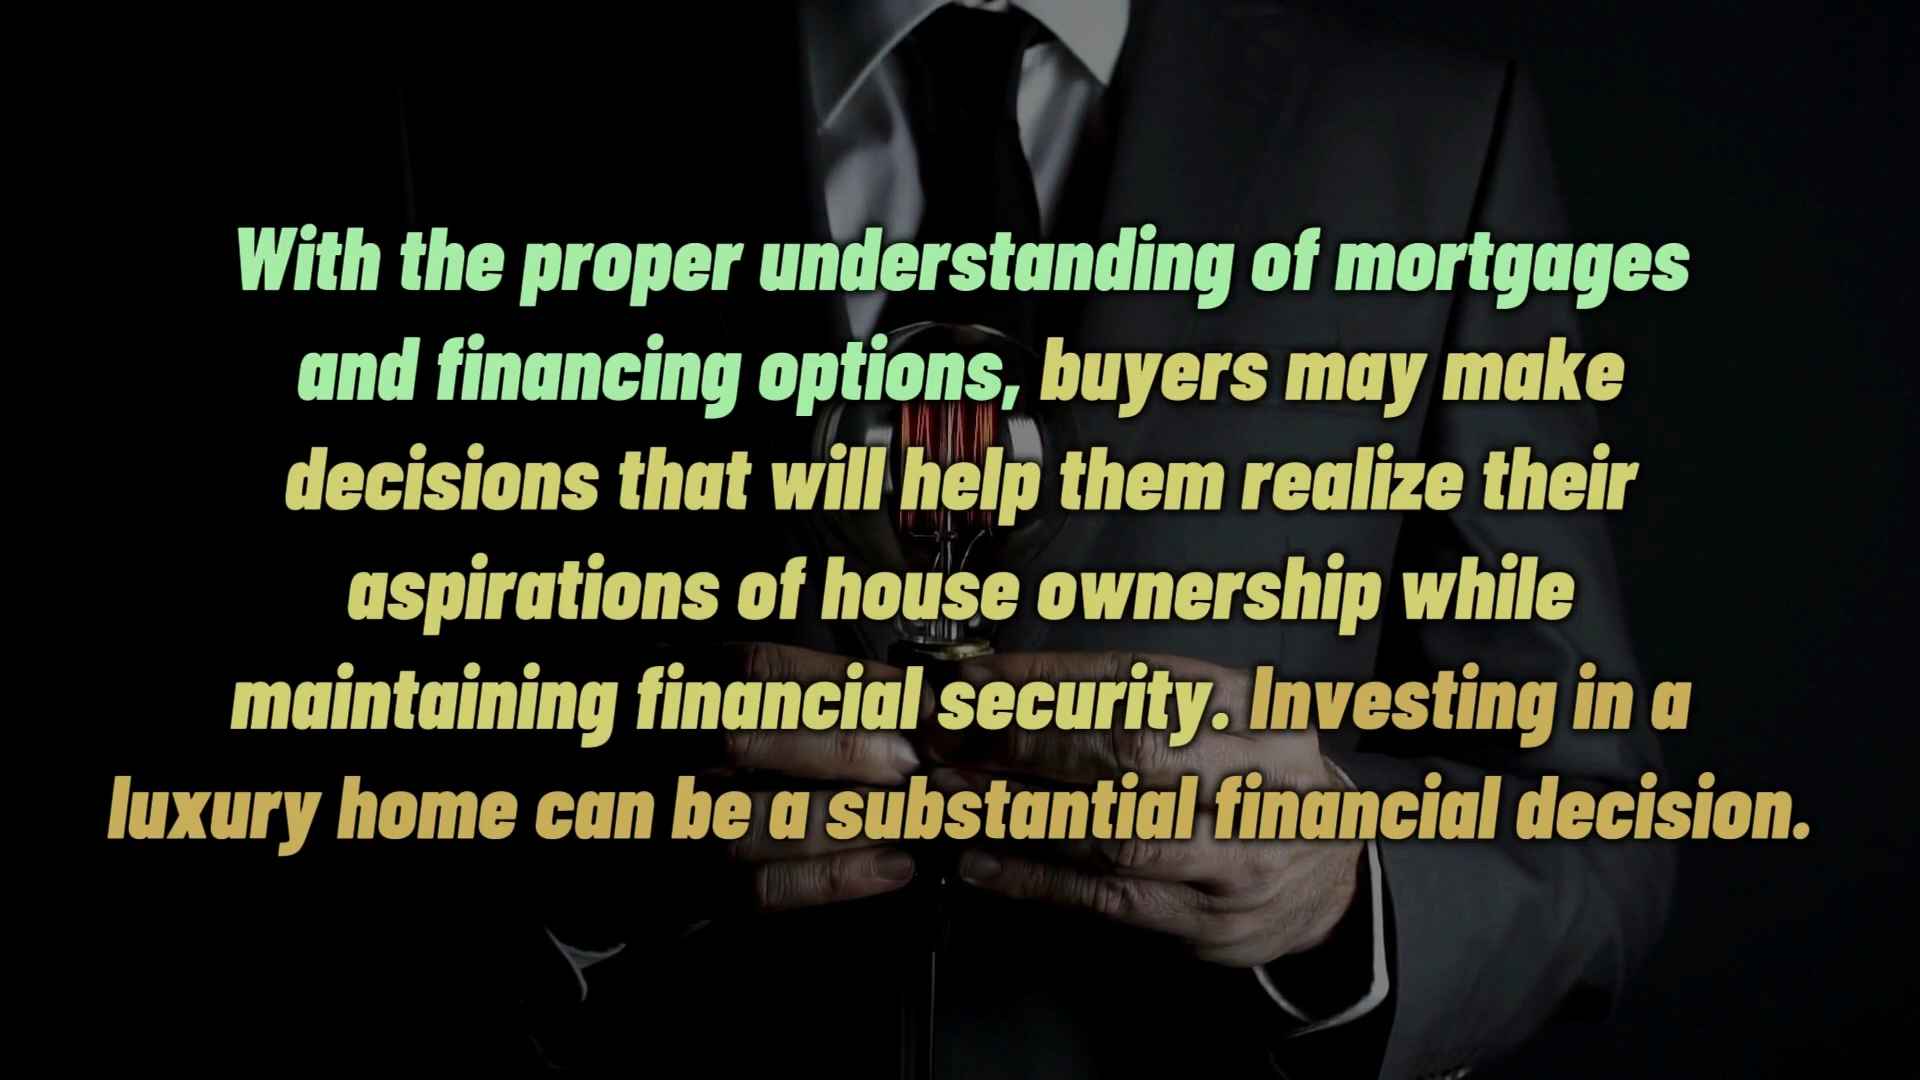 With the proper understanding of mortgages
and financing options, buyers may make
decisions that will help them realize their
aspirations of house ownership while
maintaining financial security. Investing in a
luxury home can be a substantial financial decision.